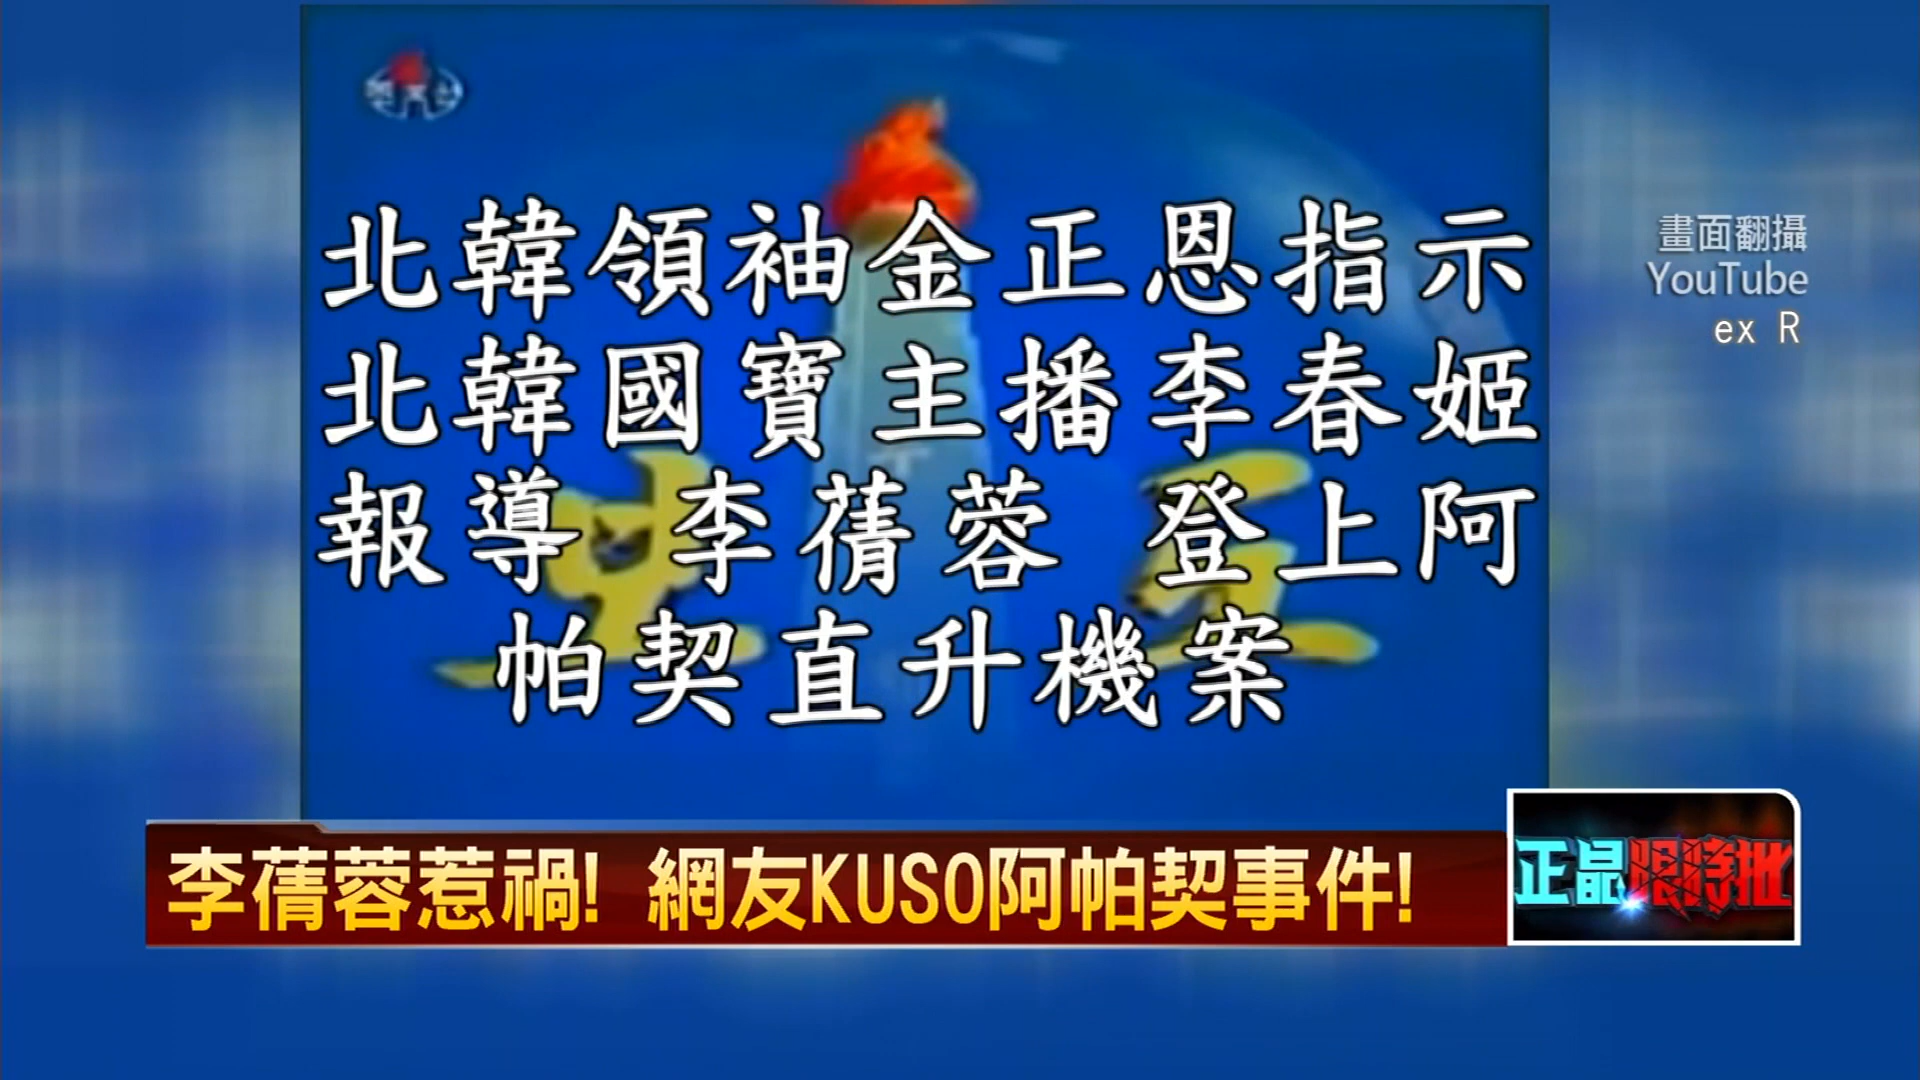 北韓領袖金正恩指示
北韓國寶主播李春姬
報導 李蒨蓉 登上阿
帕契直升機案
畫面翻攝
YouTube
ex R
李蒨蓉惹禍! 網友KUSO阿帕契事件!
正晶限時批